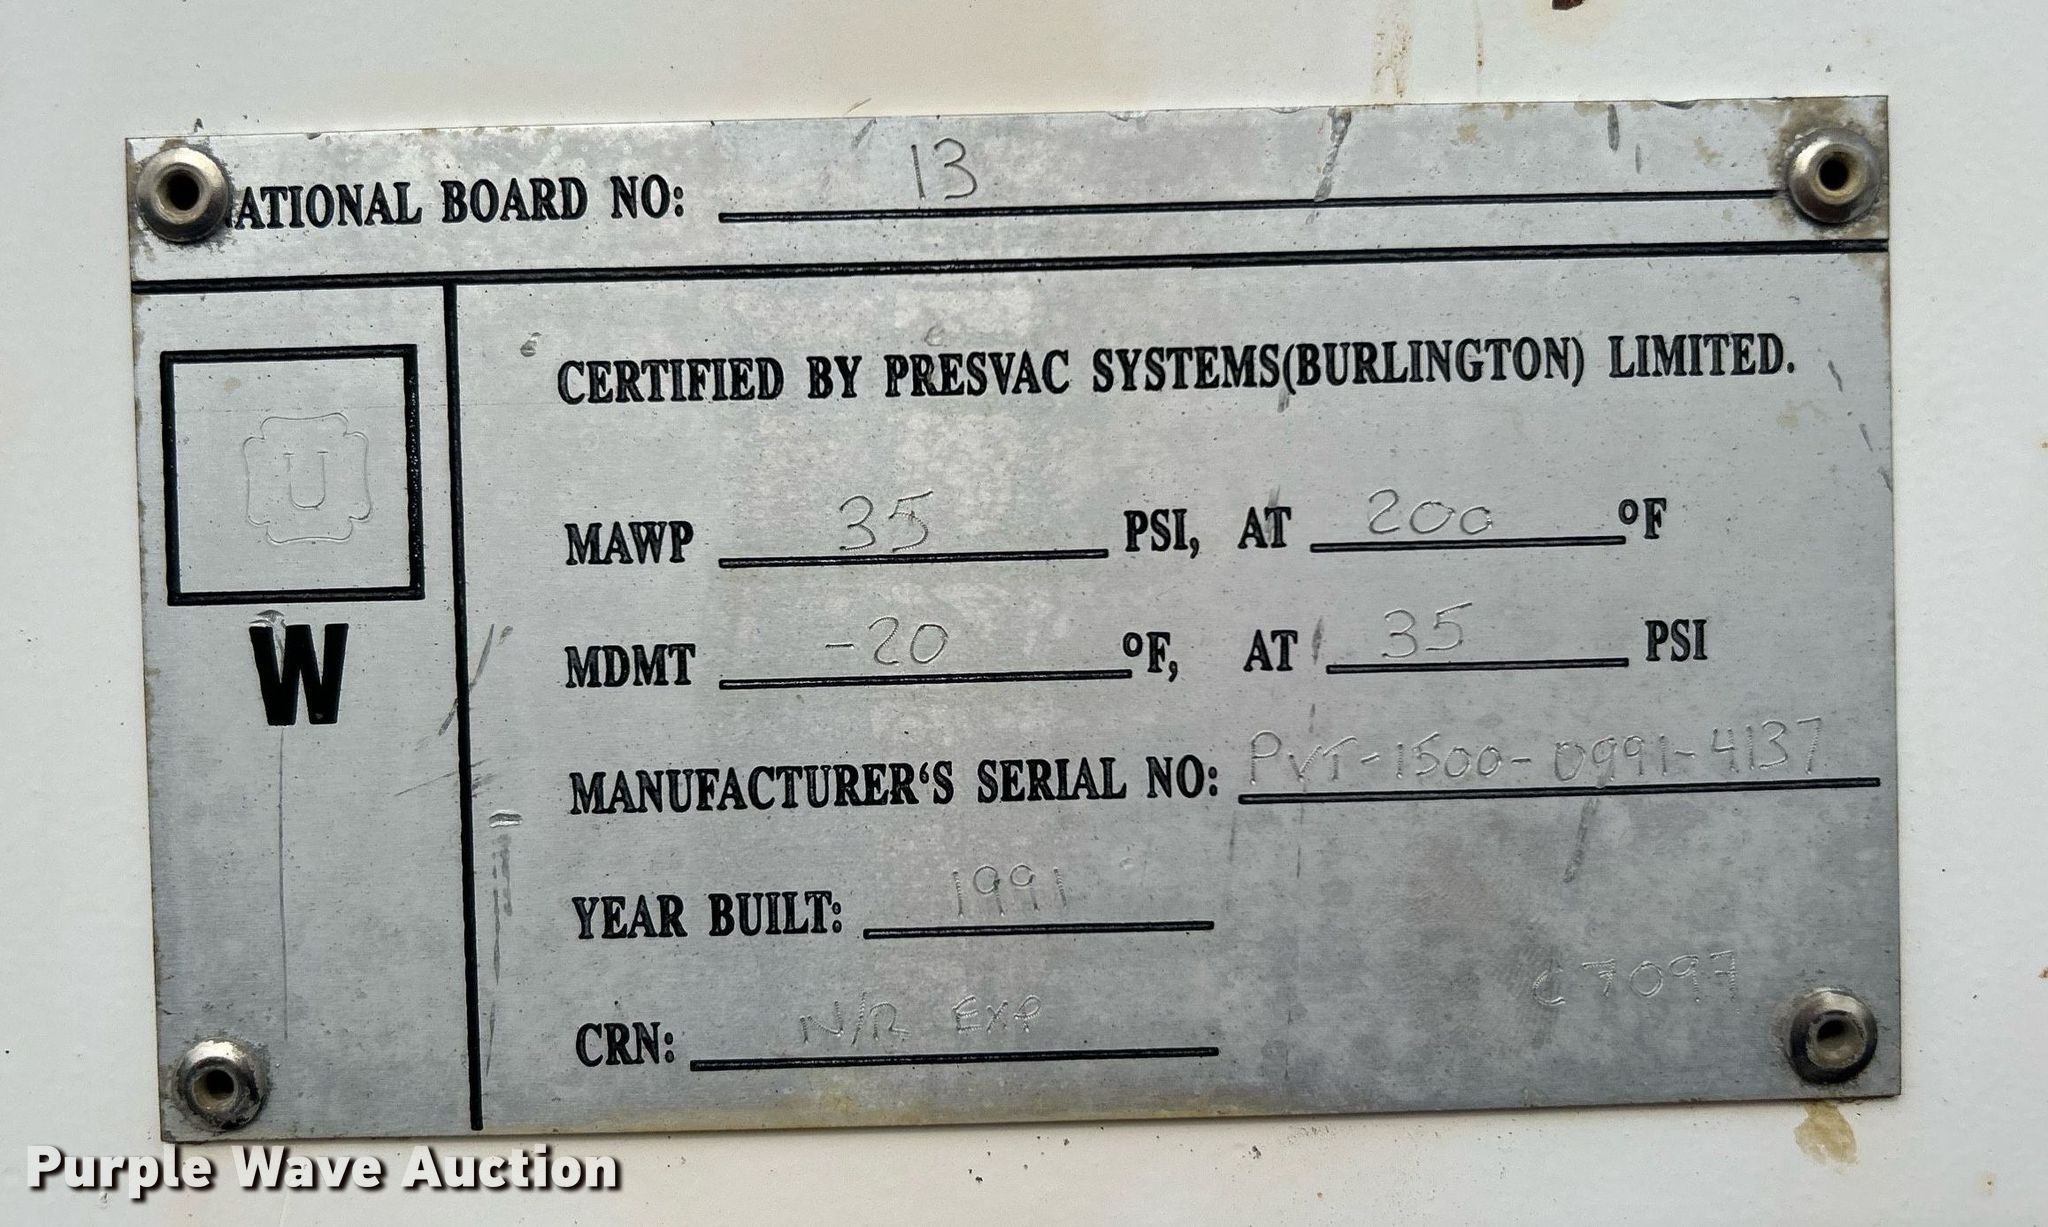 NATIONAL BOARD NO: 13
CERTIFIED BY PRESVAC SYSTEMS(BURLINGTON) LIMITED.
U
W
MAWP 35 PSI, AT 200 °F
MDMT -20 °F, AT 35 PSI
MANUFACTURER'S SERIAL NO: PVT-1500-0991-4137
YEAR BUILT: 1991
C7097
CRN: N/R EXP
Purple Wave Auction